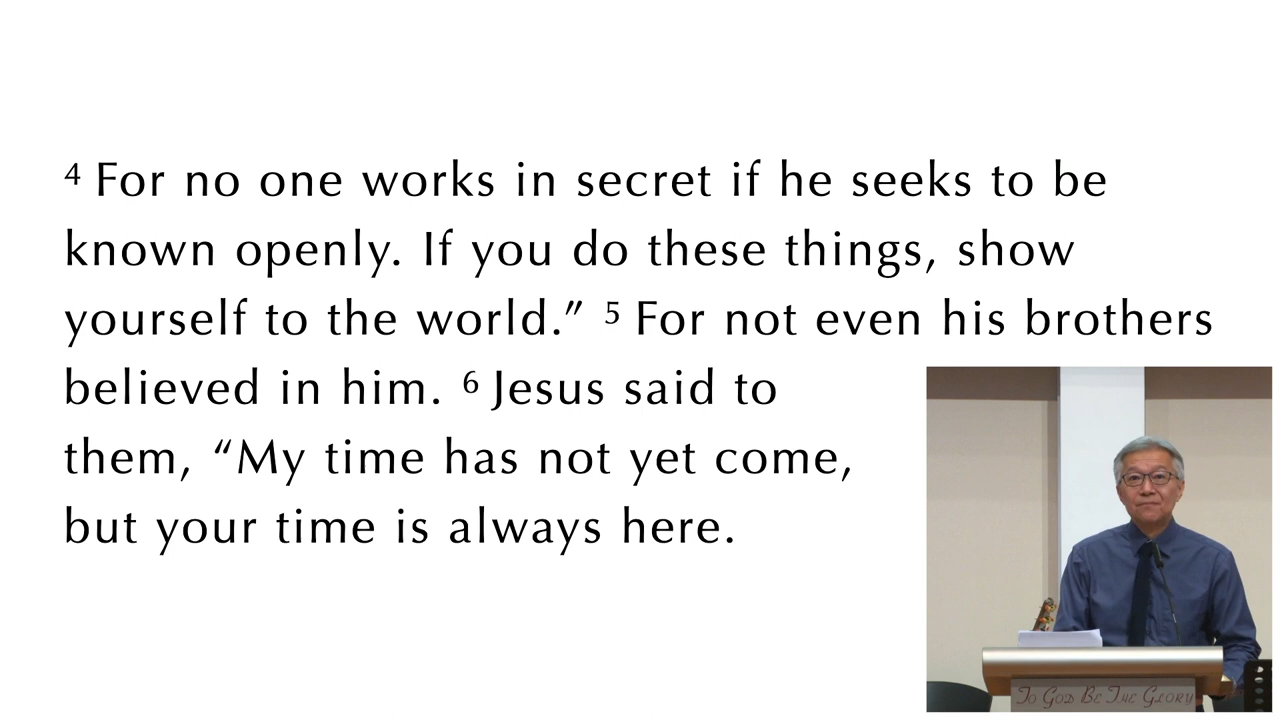 ⁴ For no one works in secret if he seeks to be
known openly. If you do these things, show
yourself to the world.” ⁵ For not even his brothers
believed in him. ⁶ Jesus said to
them, “My time has not yet come,
but your time is always here.
To God Be The Glory